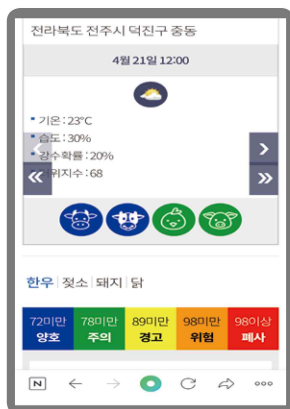 전라북도 전주시 덕진구 중동
4월 21일 12:00
기온 : 23°C
습도 : 30%
강수확률 : 20%
위지수 : 68
한우 | 젖소 | 돼지 | 닭
72미만 78미만 89미만 98미만 98이상
양호 주의 경고 위험 폐사
N